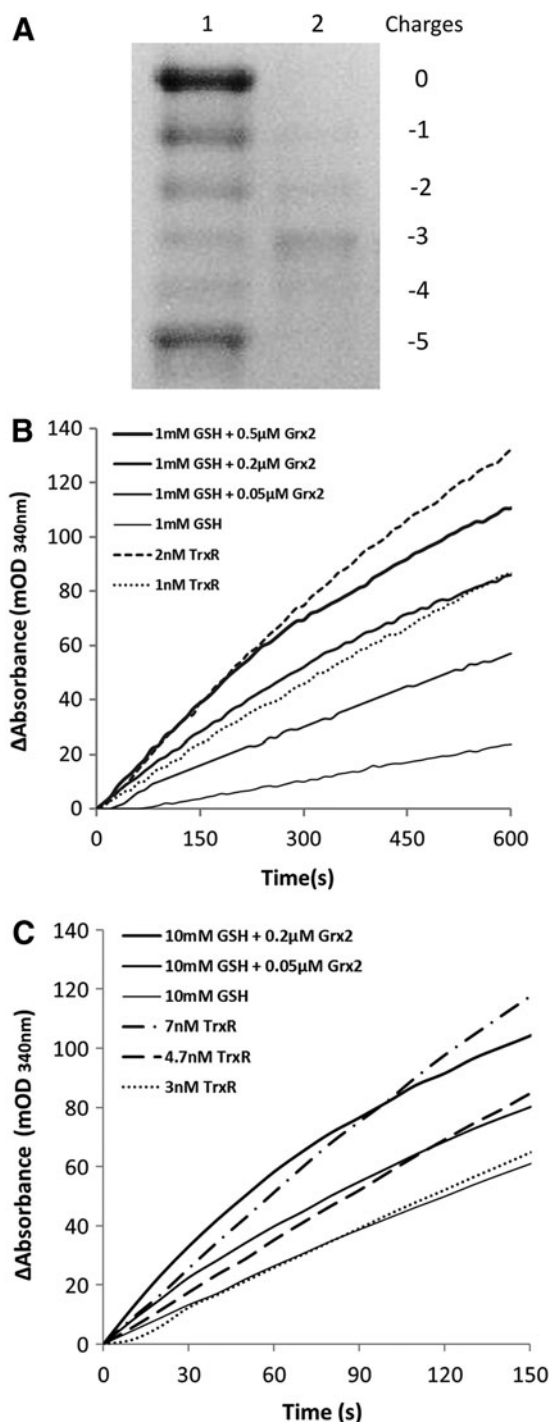 A
1 2 Charges
0
-1
-2
-3
-4
-5
B
140
120
100
80
60
40
20
0
ΔAbsorbance (mOD 340nm)
1mM GSH + 0.5μM Grx2
1mM GSH + 0.2μM Grx2
1mM GSH + 0.05μM Grx2
1mM GSH
2nM TrxR
1nM TrxR
0 150 300 450 600
Time(s)
C
140
120
100
80
60
40
20
0
ΔAbsorbance (mOD 340nm)
10mM GSH + 0.2μM Grx2
10mM GSH + 0.05μM Grx2
10mM GSH
7nM TrxR
4.7nM TrxR
3nM TrxR
0 30 60 90 120 150
Time (s)